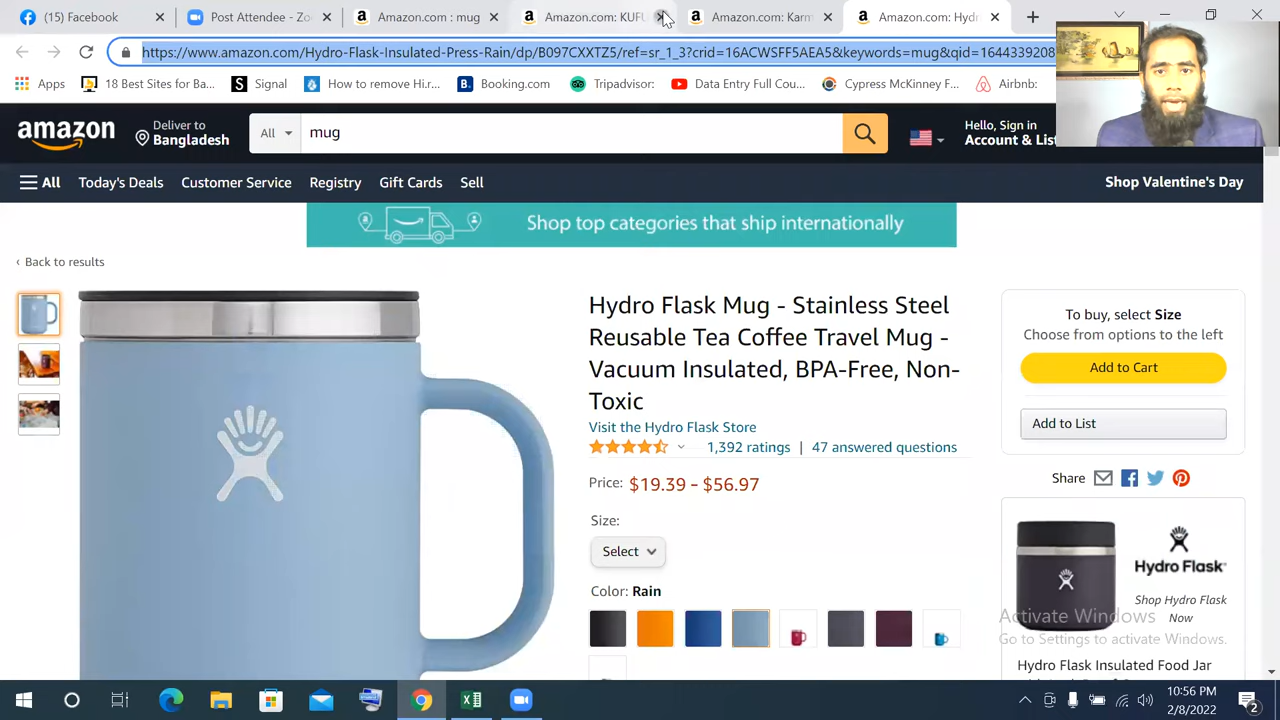 (15) Facebook
Post Attendee - Zo
Amazon.com : mug
Amazon.com: KUFU
Amazon.com: Karm
Amazon.com: Hydr
https://www.amazon.com/Hydro-Flask-Insulated-Press-Rain/dp/B097CXXTZ5/ref=sr_1_3?crid=16ACWSFF5AEA5&keywords=mug&qid=1644339208
Apps
18 Best Sites for Ba...
Signal
How — Hi-r...
Booking.com
Tripadvisor
Data Entry Full Cou...
Cypress McKinney F...
Airbnb:
amazon
Deliver to
Bangladesh
All
mug
Hello, Sign in
Account & List
All
Today's Deals
Customer Service
Registry
Gift Cards
Sell
Shop Valentine's Day
Shop top categories that ship internationally
‹ Back to results
Hydro Flask Mug - Stainless Steel
Reusable Tea Coffee Travel Mug -
Vacuum Insulated, BPA-Free, Non-
Toxic
Visit the Hydro Flask Store
1,392 ratings | 47 answered questions
Price: $19.39 - $56.97
Size:
Select
Color: Rain
To buy, select Size
Choose from options to the left
Add to Cart
Add to List
Share
Hydro Flask
Shop Hydro Flask
Now
Hydro Flask Insulated Food Jar
Activate Windows
Go to Settings to activate Windows.
10:56 PM
2/8/2022
2